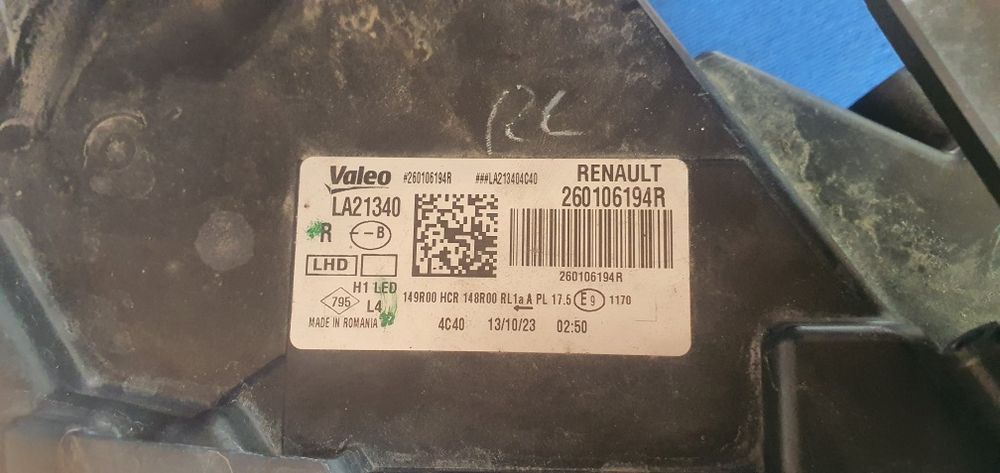 RL
Valeo #260106194R ###LA213404C40 RENAULT
LA21340 260106194R
R --B
LHD 260106194R
H1 LED
795 L4 149R00 HCR 148R00 RL1a A PL 17.5 E9 1170
MADE IN ROMANIA 4C40 13/10/23 02:50